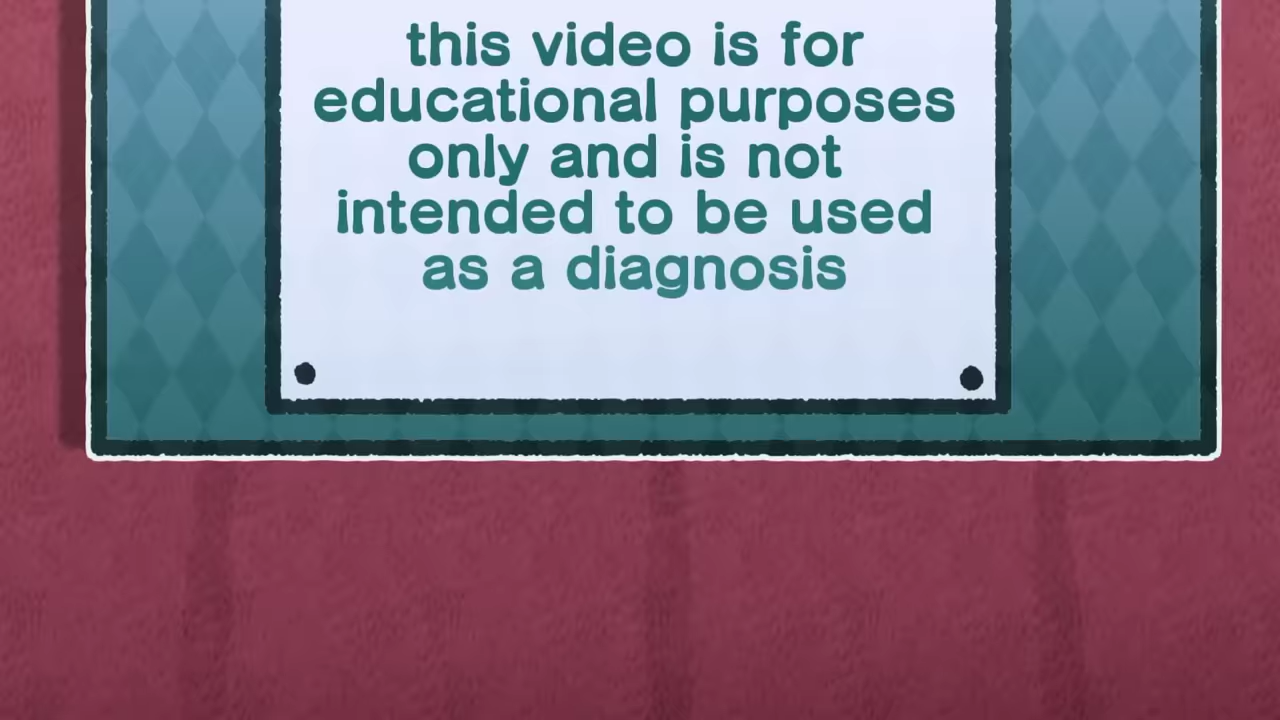 this video is for
educational purposes
only and is not
intended to be used
as a diagnosis